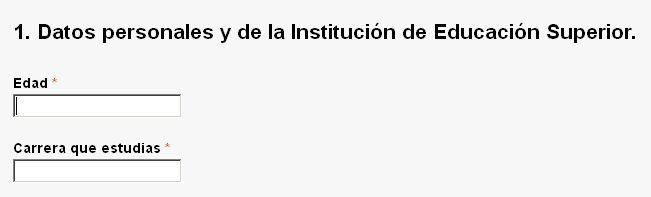 1. Datos personales y de la Institución de Educación Superior.
Edad *
Carrera que estudias *